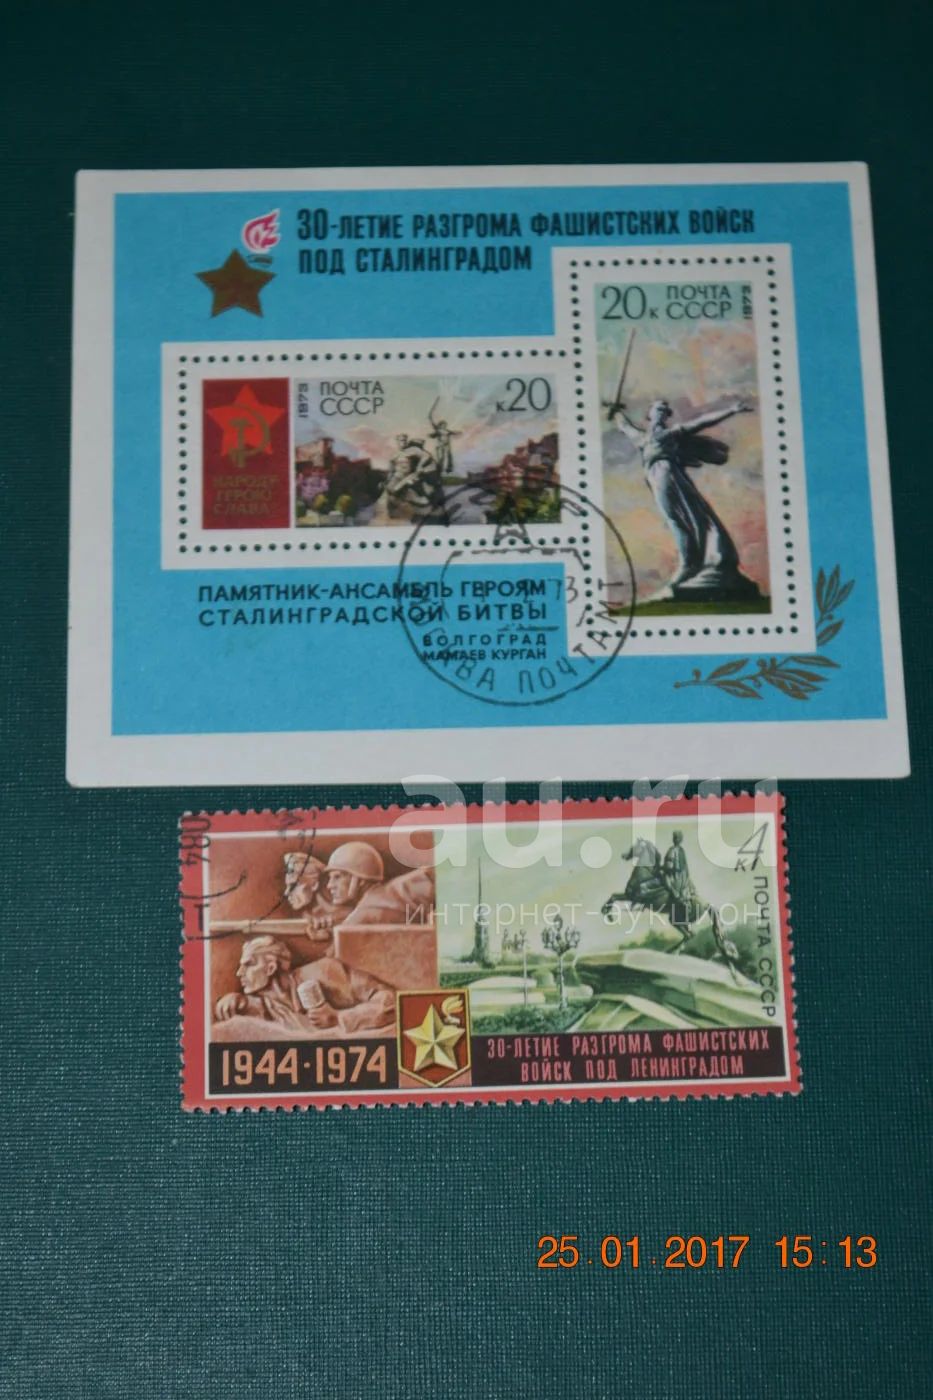 30-ЛЕТИЕ РАЗГРОМА ФАШИСТСКИХ ВОЙСК
ПОД СТАЛИНГРАДОМ
20к ПОЧТА
СССР
1973
1973
ПОЧТА
СССР
к20
НАРОДУ-
ГЕРОЮ
СЛАВА
ПАМЯТНИК-АНСАМБЛЬ ГЕРОЯМ
СТАЛИНГРАДСКОЙ БИТВЫ
ВОЛГОГРАД
МАМАЕВ КУРГАН
73
ПОЧТАМТ
au.ru
интернет-аукцион
4к
ПОЧТА СССР
1944·1974
30-ЛЕТИЕ РАЗГРОМА ФАШИСТСКИХ
ВОЙСК ПОД ЛЕНИНГРАДОМ
25.01.2017 15:13